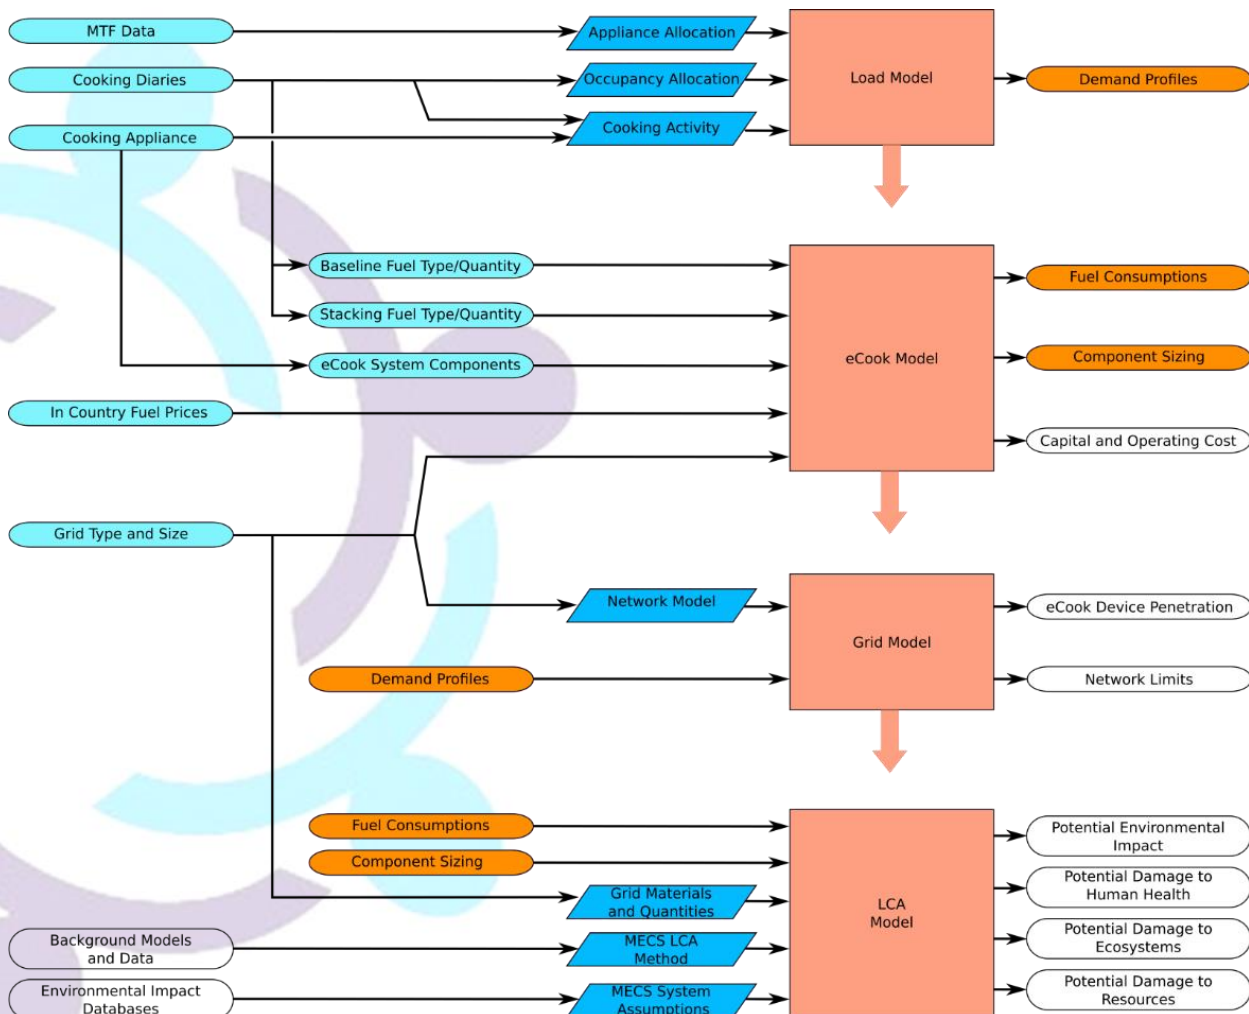 MTF Data
Appliance Allocation
Load Model
Demand Profiles
Cooking Diaries
Occupancy Allocation
Cooking Appliance
Cooking Activity
Baseline Fuel Type/Quantity
Stacking Fuel Type/Quantity
eCook System Components
In Country Fuel Prices
eCook Model
Fuel Consumptions
Component Sizing
Capital and Operating Cost
Grid Type and Size
Network Model
Demand Profiles
Grid Model
eCook Device Penetration
Network Limits
Fuel Consumptions
Component Sizing
Grid Materials
and Quantities
Background Models
and Data
MECS LCA
Method
Environmental Impact
Databases
MECS System
Assumptions
LCA
Model
Potential Environmental
Impact
Potential Damage to
Human Health
Potential Damage to
Ecosystems
Potential Damage to
Resources